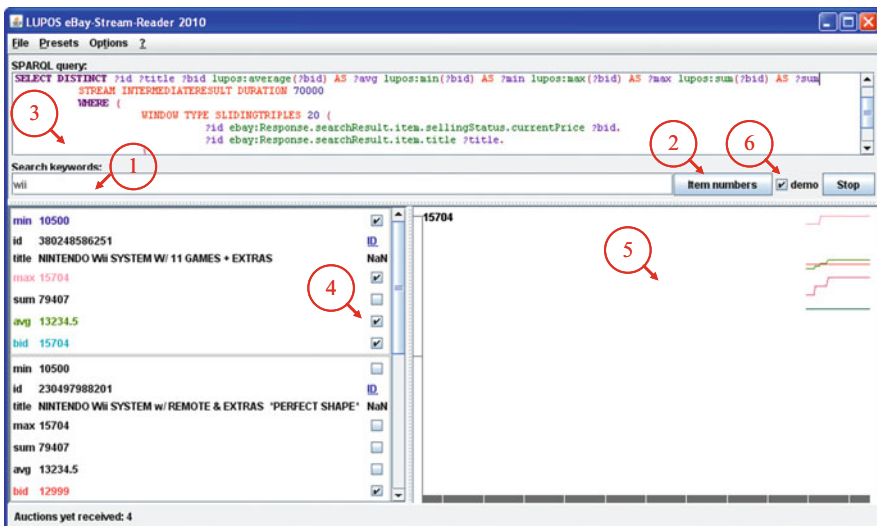 LUPOS eBay-Stream-Reader 2010
File Presets Options ?
SPARQL query:
SELECT DISTINCT ?id ?title ?bid lupos:average(?bid) AS ?avg lupos:min(?bid) AS ?min lupos:max(?bid) AS ?max lupos:sum(?bid) AS ?sum
STREAM INTERMEDIATERESULT DURATION 70000
WHERE {
WINDOW TYPE SLIDINGTRIPLES 20 {
?id ebay:Response.searchResult.item.sellingStatus.currentPrice ?bid.
?id ebay:Response.searchResult.item.title ?title.
3
Search keywords:
1
2
6
wii
Item numbers
demo
Stop
min 10500
id 380248586251 ID
title NINTENDO Wii SYSTEM W/ 11 GAMES + EXTRAS NaN
max 15704
sum 79407
avg 13234.5
bid 15704
4
15704
5
min 10500
id 230497988201 ID
title NINTENDO Wii SYSTEM w/ REMOTE & EXTRAS *PERFECT SHAPE* NaN
max 15704
sum 79407
avg 13234.5
bid 12999
Auctions yet received: 4